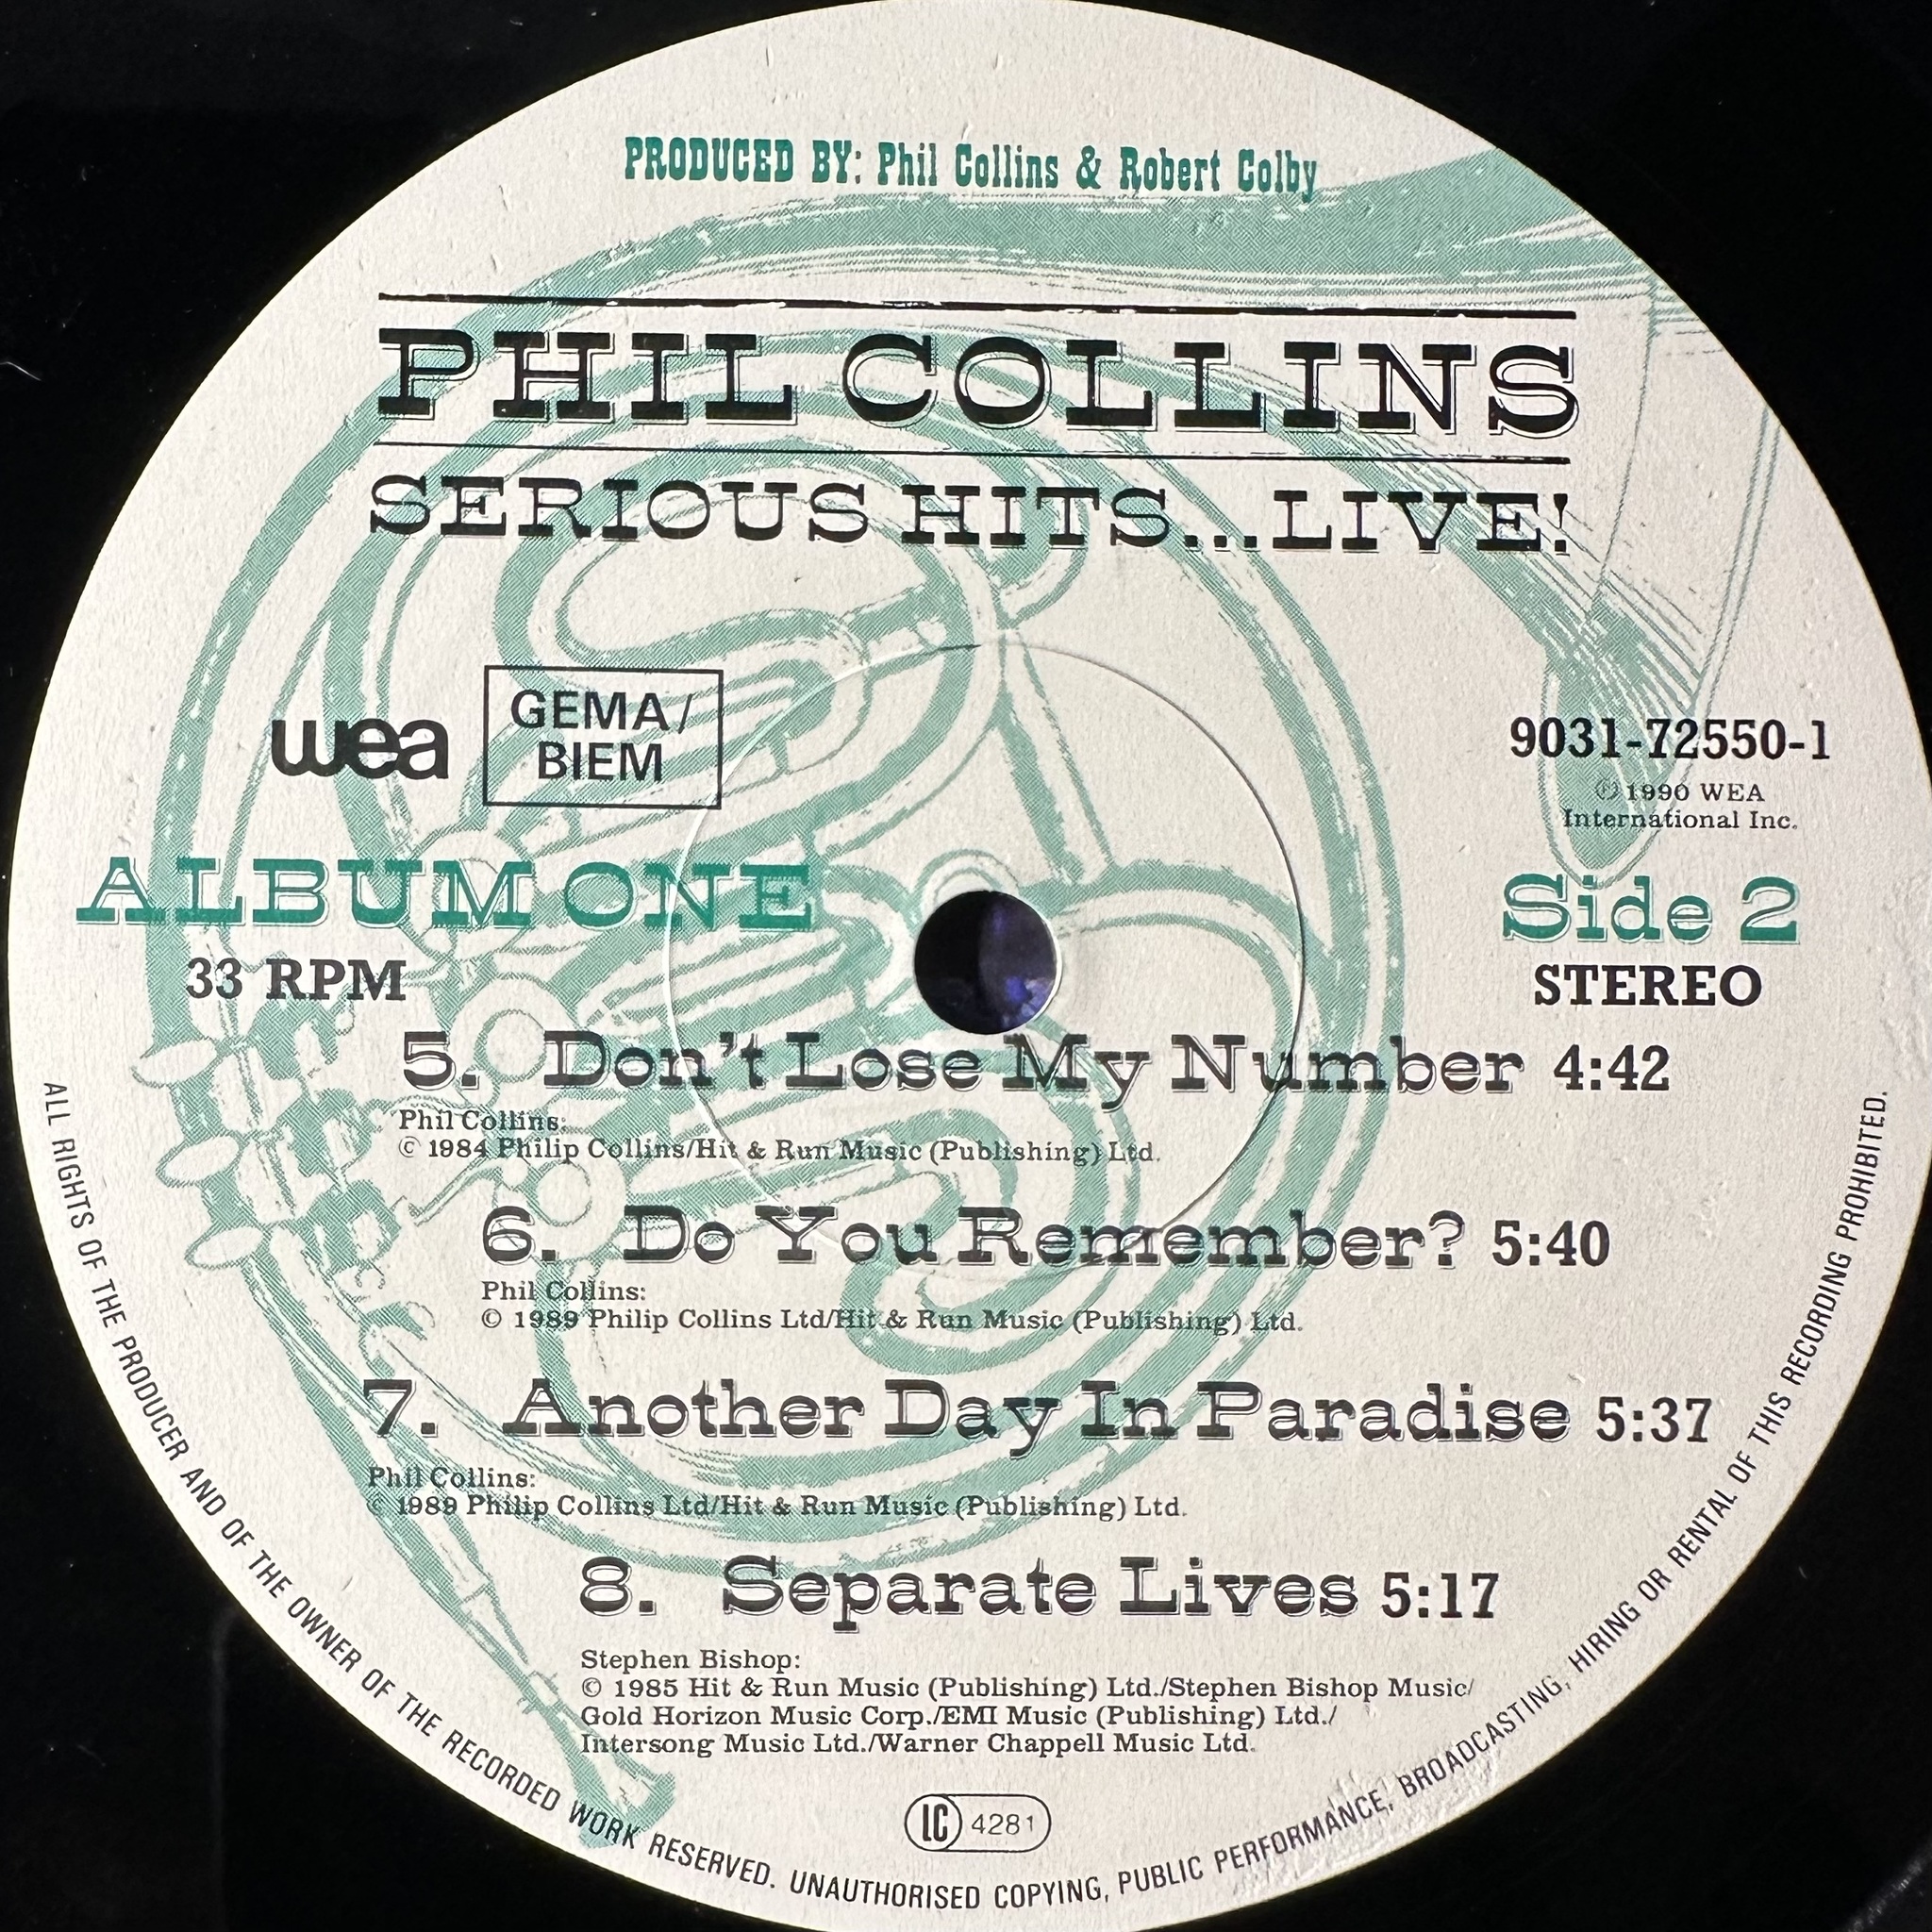 PRODUCED BY: Phil Collins & Robert Colby
PHIL COLLINS
SERIOUS HITS...LIVE!
wea
GEMA/
BIEM
9031-72550-1
Ⓟ 1990 WEA
International Inc.
ALBUM ONE
Side 2
33 RPM
STEREO
5. Don't Lose My Number 4:42
Phil Collins:
© 1984 Philip Collins/Hit & Run Music (Publishing) Ltd.
6. Do You Remember? 5:40
Phil Collins:
© 1989 Philip Collins Ltd/Hit & Run Music (Publishing) Ltd.
7. Another Day In Paradise 5:37
Phil Collins:
© 1989 Philip Collins Ltd/Hit & Run Music (Publishing) Ltd.
8. Separate Lives 5:17
Stephen Bishop:
© 1985 Hit & Run Music (Publishing) Ltd./Stephen Bishop Music/
Gold Horizon Music Corp./EMI Music (Publishing) Ltd./
Intersong Music Ltd./Warner Chappell Music Ltd.
LC 4281
ALL RIGHTS OF THE PRODUCER AND OF THE OWNER OF THE RECORDED WORK RESERVED. UNAUTHORISED COPYING, PUBLIC PERFORMANCE, BROADCASTING, HIRING OR RENTAL OF THIS RECORDING PROHIBITED.